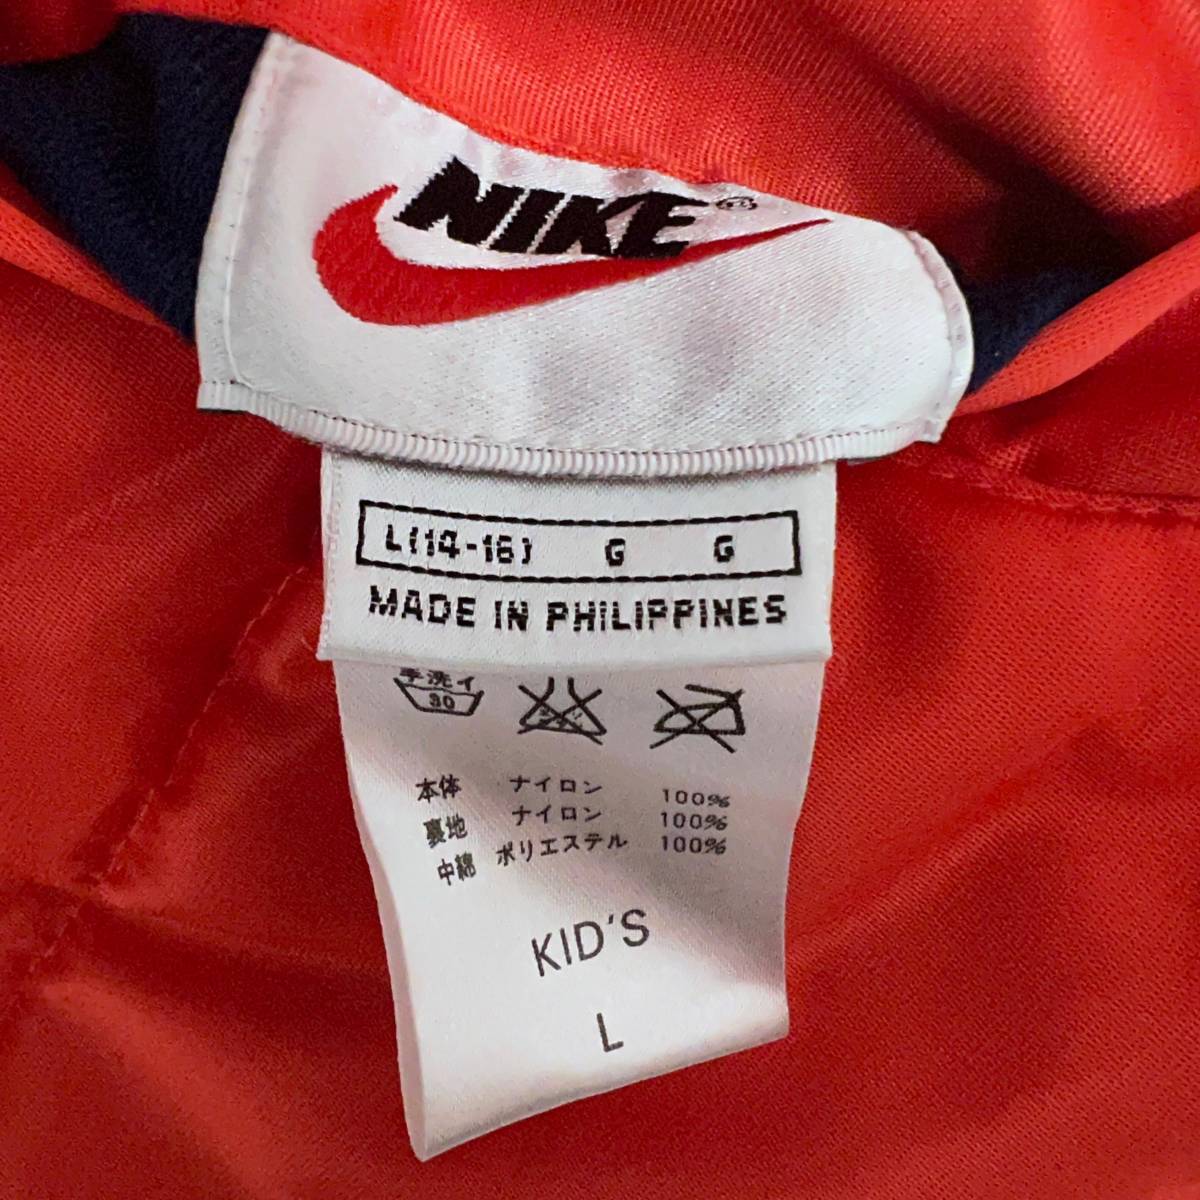 NIKE®
L(14-16) G G
MADE IN PHILIPPINES
手洗イ
30
本体 ナイロン 100%
裏地 ナイロン 100%
中綿 ポリエステル 100%
KID'S
L